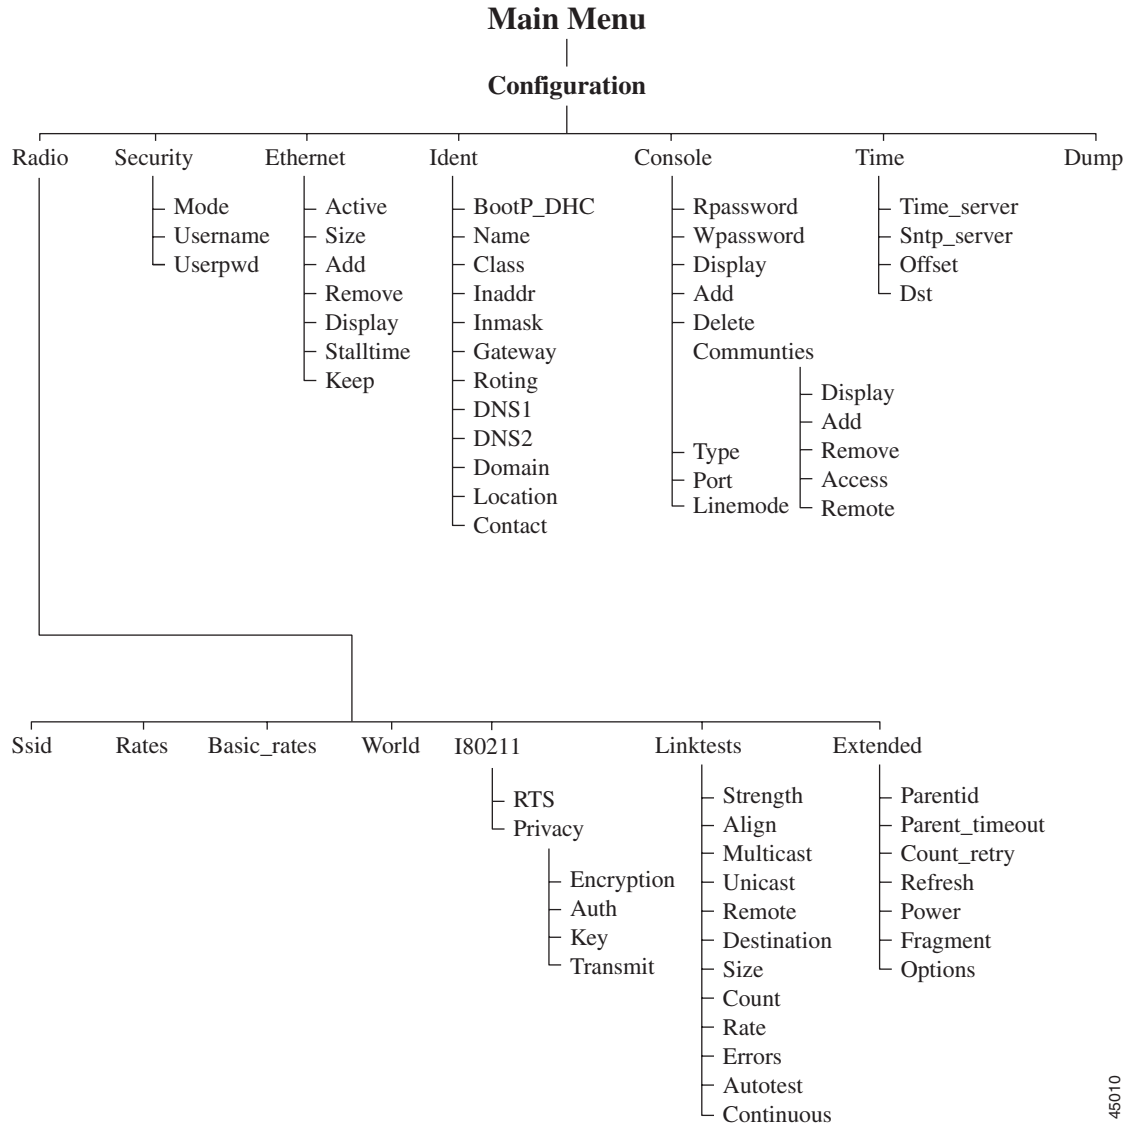 Main Menu
Configuration
Radio
Security
Ethernet
Ident
Console
Time
Dump
Mode
Username
Userpwd
Active
Size
Add
Remove
Display
Stalltime
Keep
BootP_DHC
Name
Class
Inaddr
Inmask
Gateway
Roting
DNS1
DNS2
Domain
Location
Contact
Rpassword
Wpassword
Display
Add
Delete
Communties
Display
Add
Remove
Access
Remote
Type
Port
Linemode
Time_server
Sntp_server
Offset
Dst
Ssid
Rates
Basic_rates
World
I80211
Linktests
Extended
RTS
Privacy
Encryption
Auth
Key
Transmit
Strength
Align
Multicast
Unicast
Remote
Destination
Size
Count
Rate
Errors
Autotest
Continuous
Parentid
Parent_timeout
Count_retry
Refresh
Power
Fragment
Options
45010